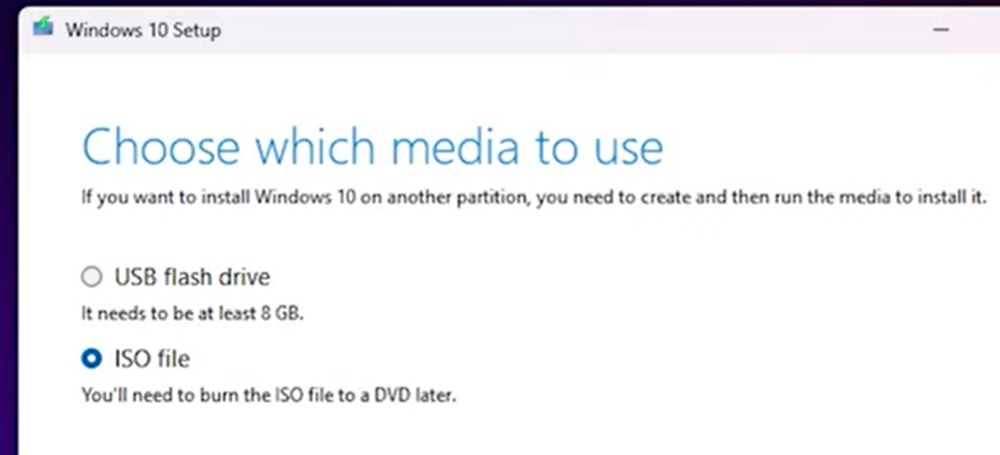 Windows 10 Setup
Choose which media to use
If you want to install Windows 10 on another partition, you need to create and then run the media to install it.
USB flash drive
It needs to be at least 8 GB.
ISO file
You'll need to burn the ISO file to a DVD later.